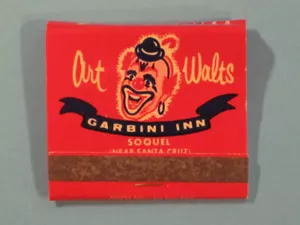 Art Walts
GARBINI INN
SOQUEL
(NEAR SANTA CRUZ)